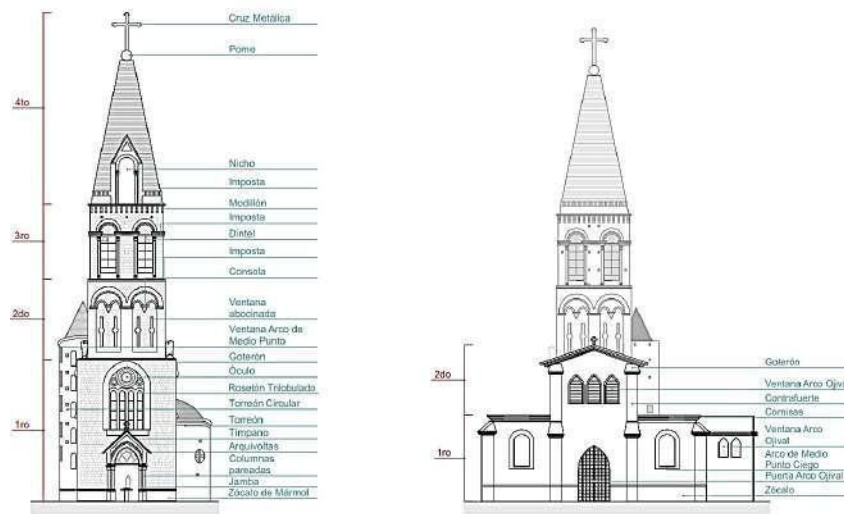 Cruz Metálica
Pome
4to
Nicho
Imposta
Modillón
Imposta
3ro
Dintel
Imposta
Consola
2do
Ventana
abocinada
Ventana Arco de
Medio Punto
Goterón
Óculo
Rosetón Trilobulado
Torreón Circular
1ro
Torreón
Tímpano
Arquivoltas
Columnas
pareadas
Jamba
Zócalo de Mármol
Goterón
2do
Ventana Arco Ojiva
Contrafuerte
Cornisas
Ventana Arco
Ojival
1ro
Arco de Medio
Punto Ciego
Puerta Arco Ojival
Zócalo